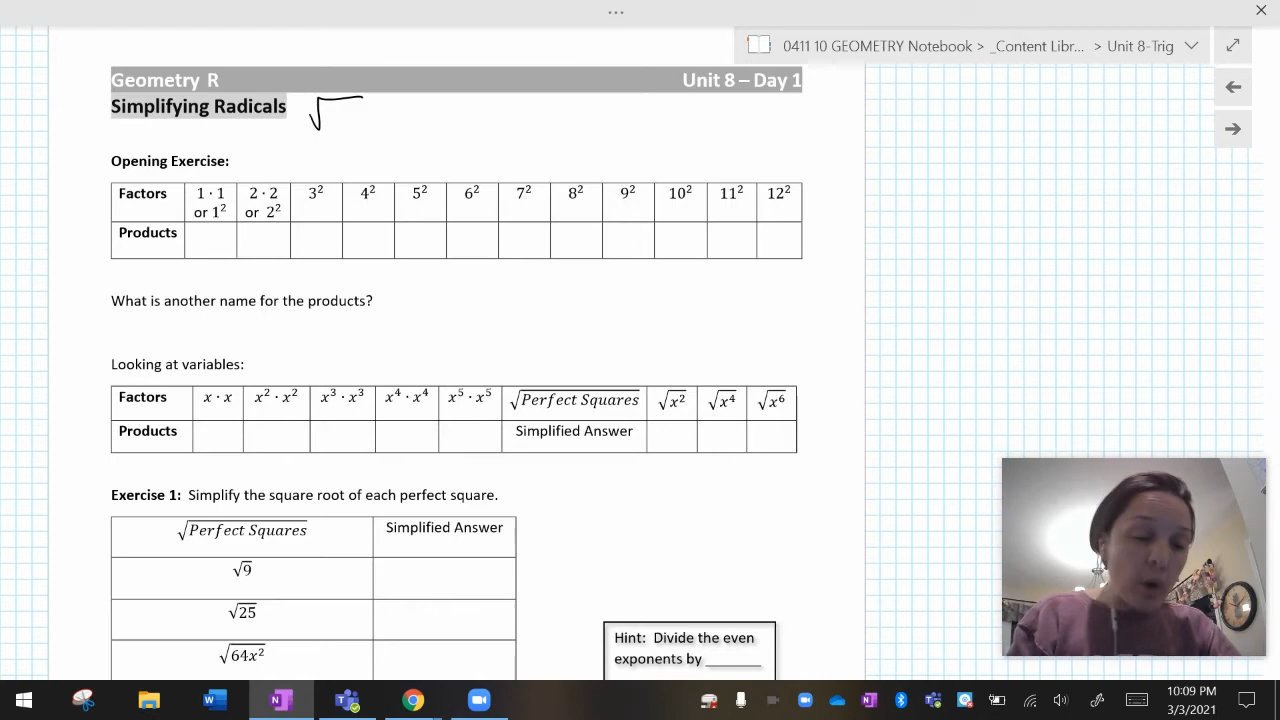 0411 10 GEOMETRY Notebook > _Content Libr... > Unit 8-Trig
Geometry R Unit 8 – Day 1
Simplifying Radicals √
Opening Exercise:
Factors 1 · 1 or 1² 2 · 2 or 2² 3² 4² 5² 6² 7² 8² 9² 10² 11² 12²
Products
What is another name for the products?
Looking at variables:
Factors x · x x² · x² x³ · x³ x⁴ · x⁴ x⁵ · x⁵ √Perfect Squares √x² √x⁴ √x⁶
Products Simplified Answer
Exercise 1: Simplify the square root of each perfect square.
√Perfect Squares Simplified Answer
√9
√25
√64x²
Hint: Divide the even
exponents by ______
10:09 PM
3/3/2021